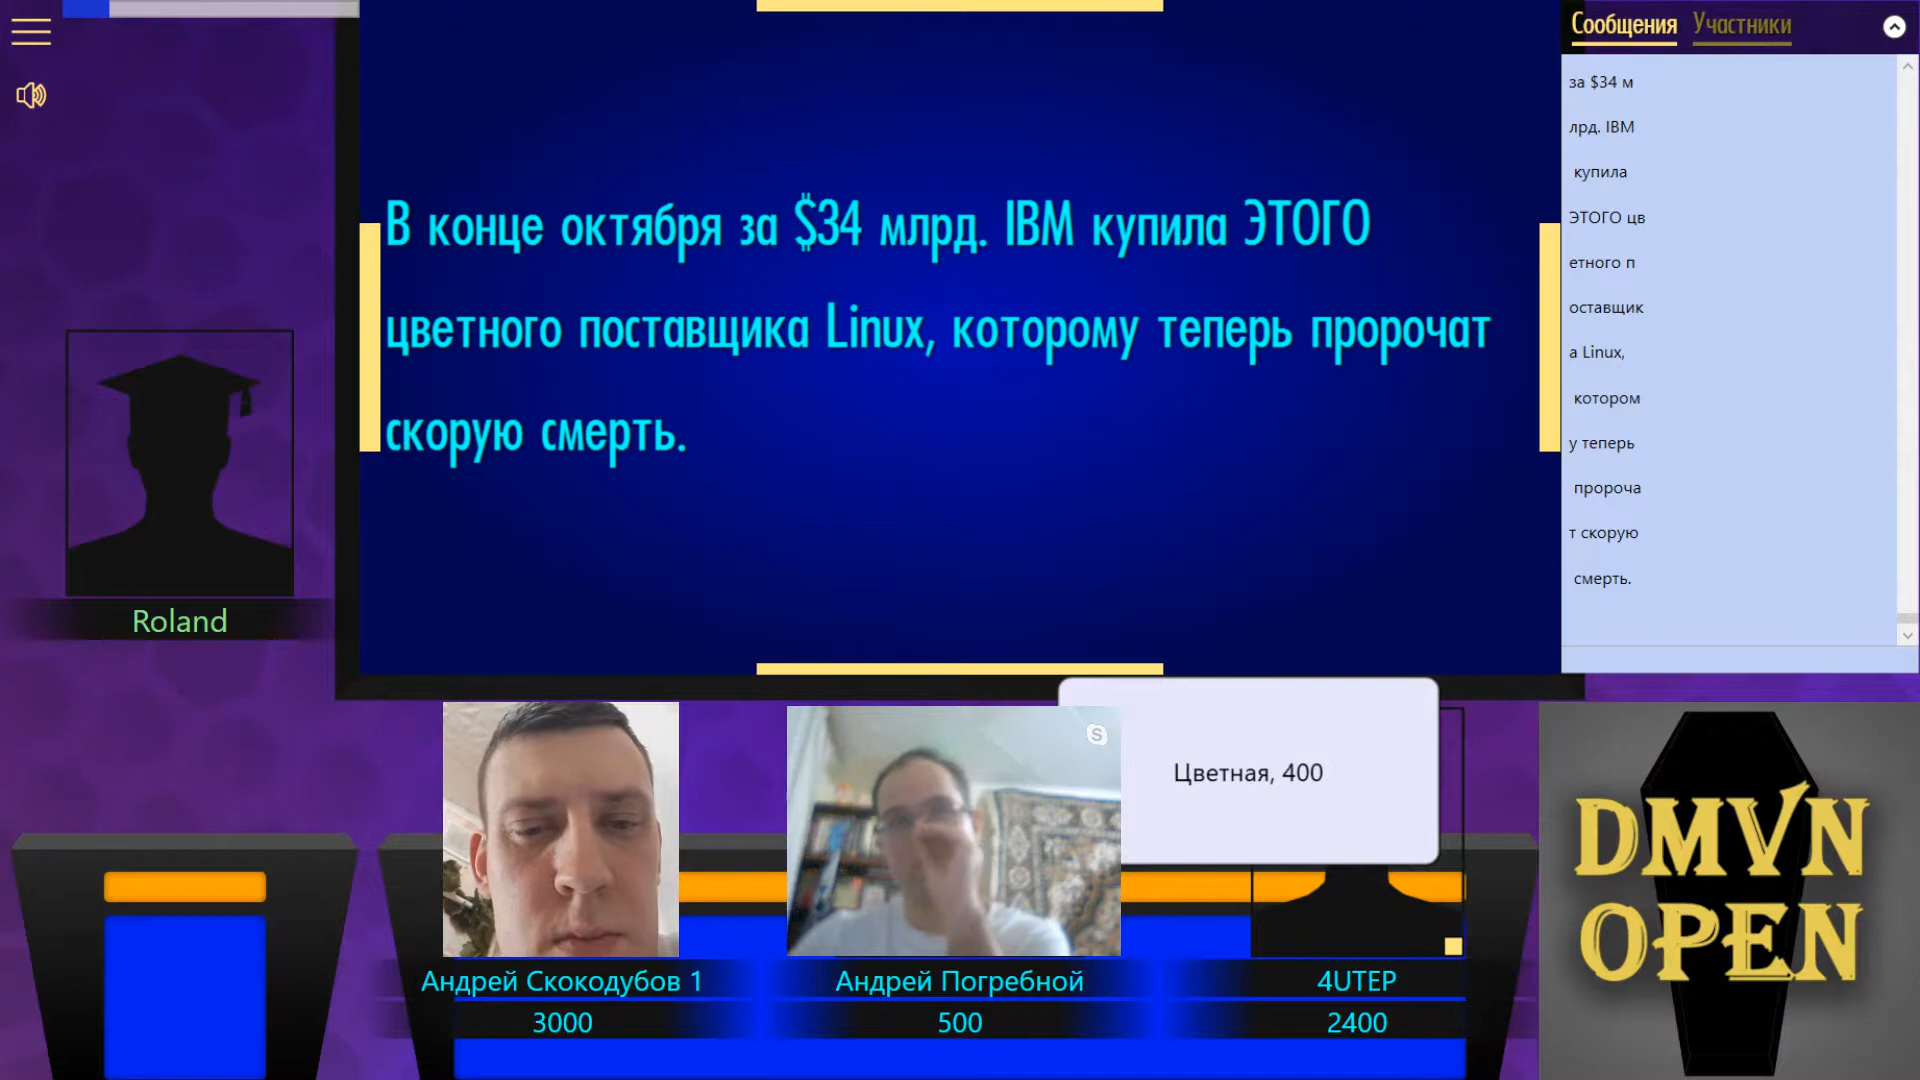 Сообщения Участники
В конце октября за $34 млрд. IBM купила ЭТОГО
цветного поставщика Linux, которому теперь пророчат
скорую смерть.
за $34 м
лрд. IBM
купила
ЭТОГО цв
етного п
оставщик
а Linux,
котором
у теперь
пророча
т скорую
смерть.
Roland
Цветная, 400
S
Андрей Скокодубов 1
3000
Андрей Погребной
500
4UTEP
2400
DMVN
OPEN